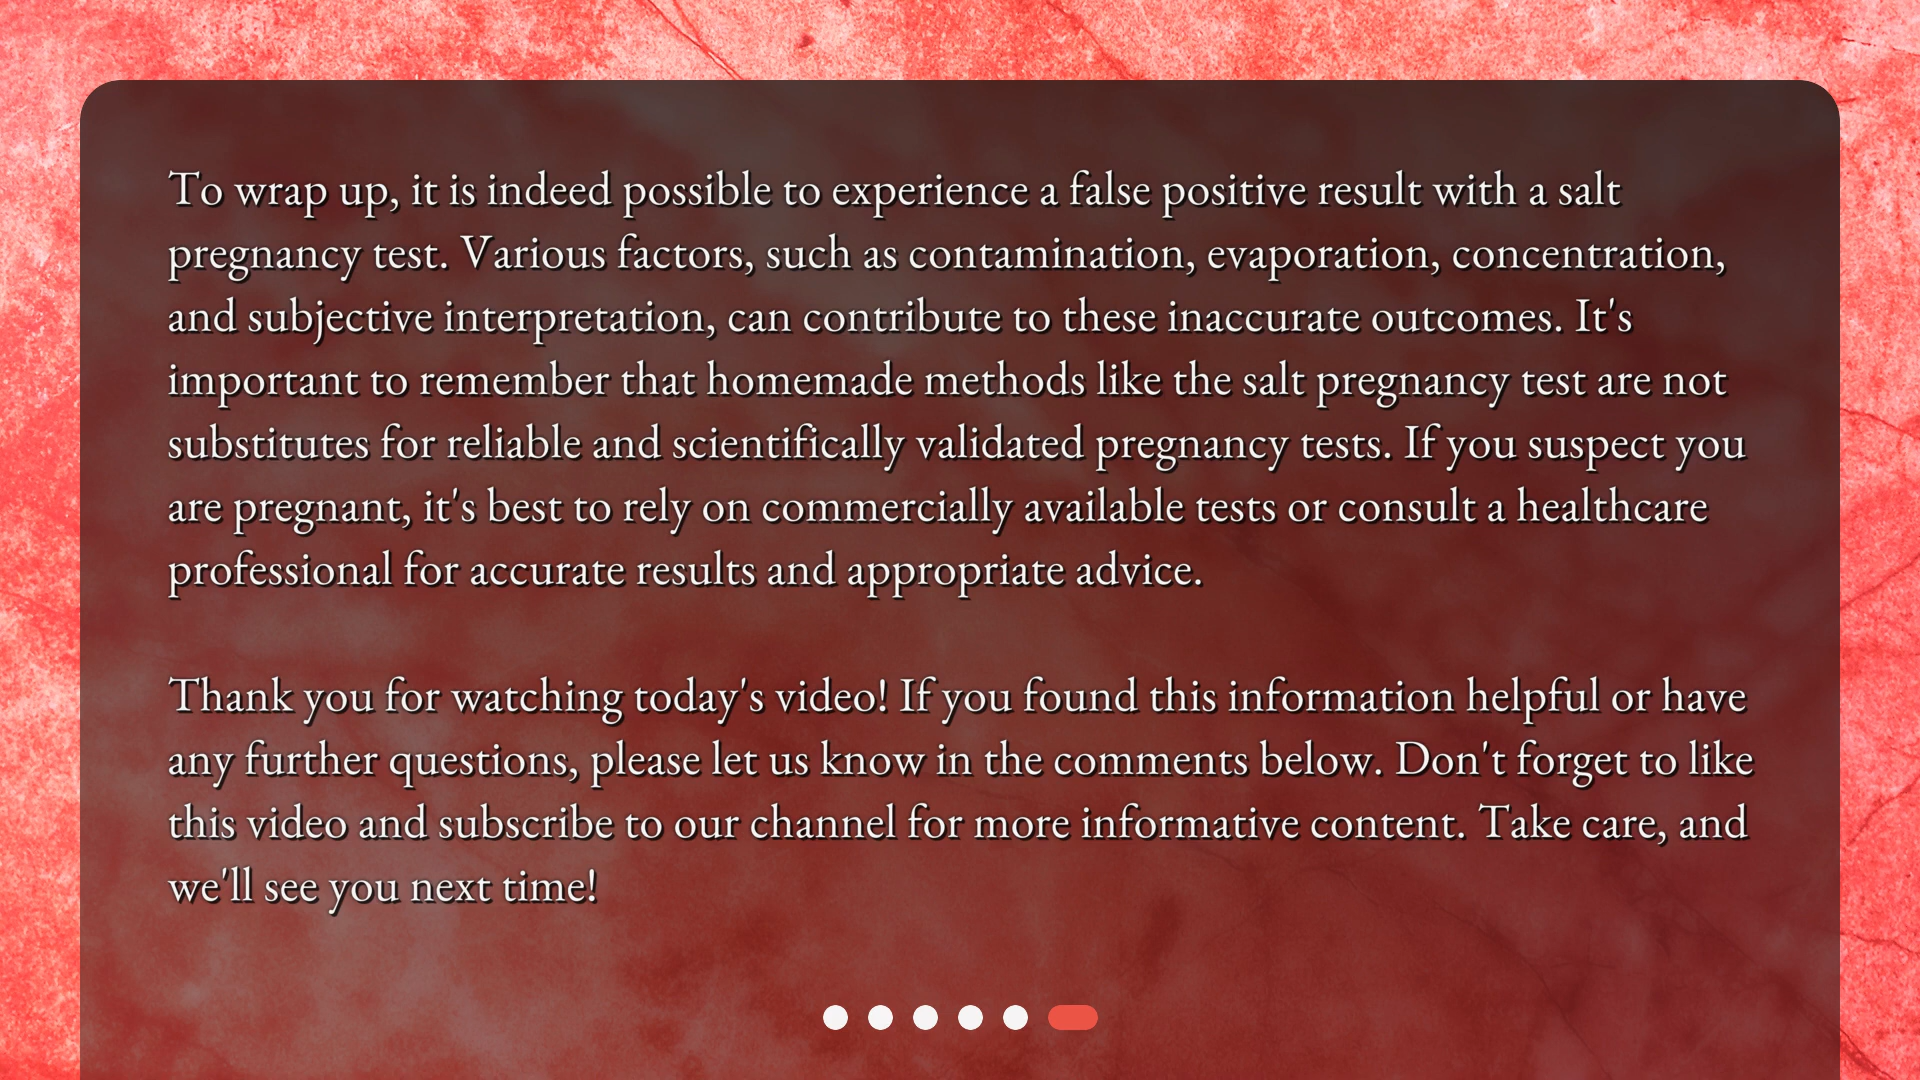 To wrap up, it is indeed possible to experience a false positive result with a salt
pregnancy test. Various factors, such as contamination, evaporation, concentration,
and subjective interpretation, can contribute to these inaccurate outcomes. It's
important to remember that homemade methods like the salt pregnancy test are not
substitutes for reliable and scientifically validated pregnancy tests. If you suspect you
are pregnant, it's best to rely on commercially available tests or consult a healthcare
professional for accurate results and appropriate advice.
Thank you for watching today's video! If you found this information helpful or have
any further questions, please let us know in the comments below. Don't forget to like
this video and subscribe to our channel for more informative content. Take care, and
we'll see you next time!